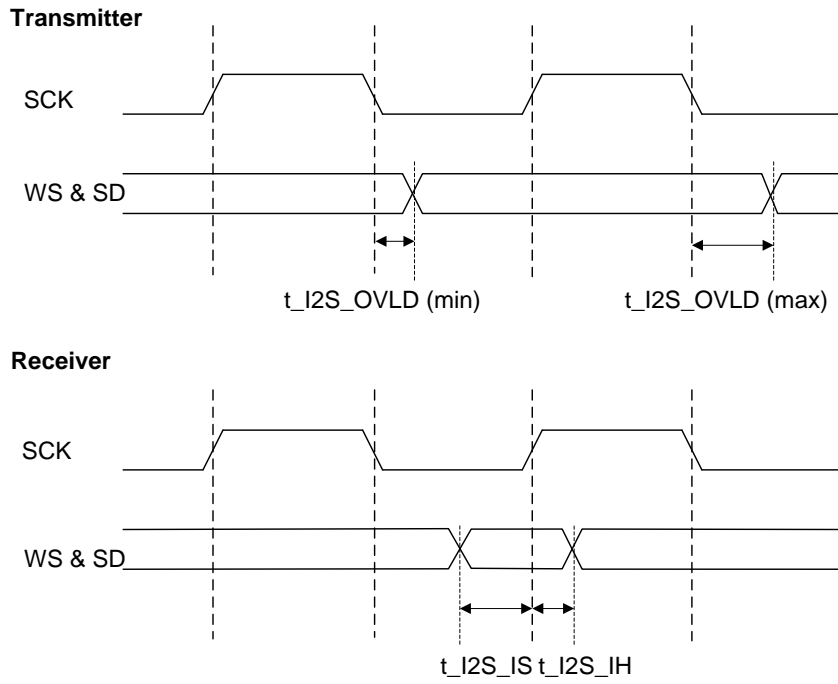 Transmitter
SCK
WS & SD
t_I2S_OVLD (min) t_I2S_OVLD (max)
Receiver
SCK
WS & SD
t_I2S_IS t_I2S_IH